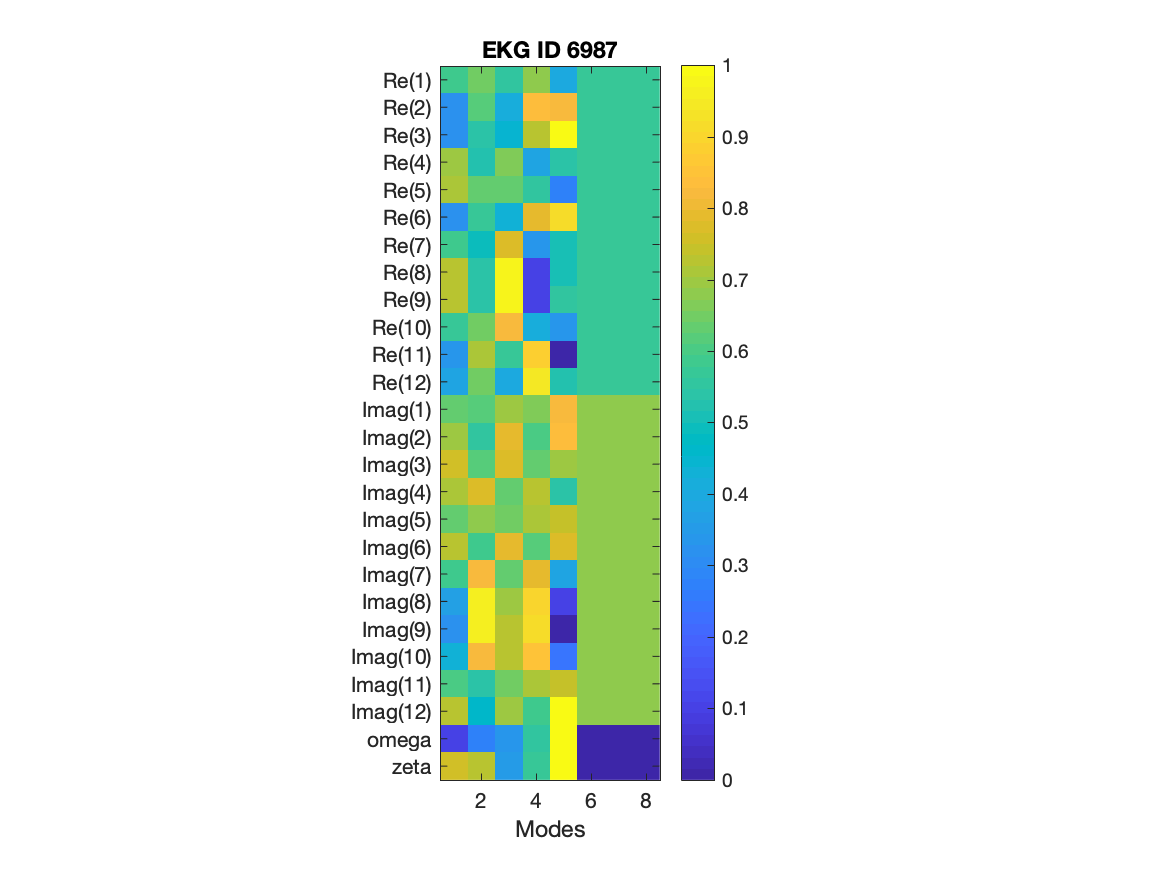 EKG ID 6987
Re(1)
Re(2)
Re(3)
Re(4)
Re(5)
Re(6)
Re(7)
Re(8)
Re(9)
Re(10)
Re(11)
Re(12)
Imag(1)
Imag(2)
Imag(3)
Imag(4)
Imag(5)
Imag(6)
Imag(7)
Imag(8)
Imag(9)
Imag(10)
Imag(11)
Imag(12)
omega
zeta
2 4 6 8
Modes
1
0.9
0.8
0.7
0.6
0.5
0.4
0.3
0.2
0.1
0